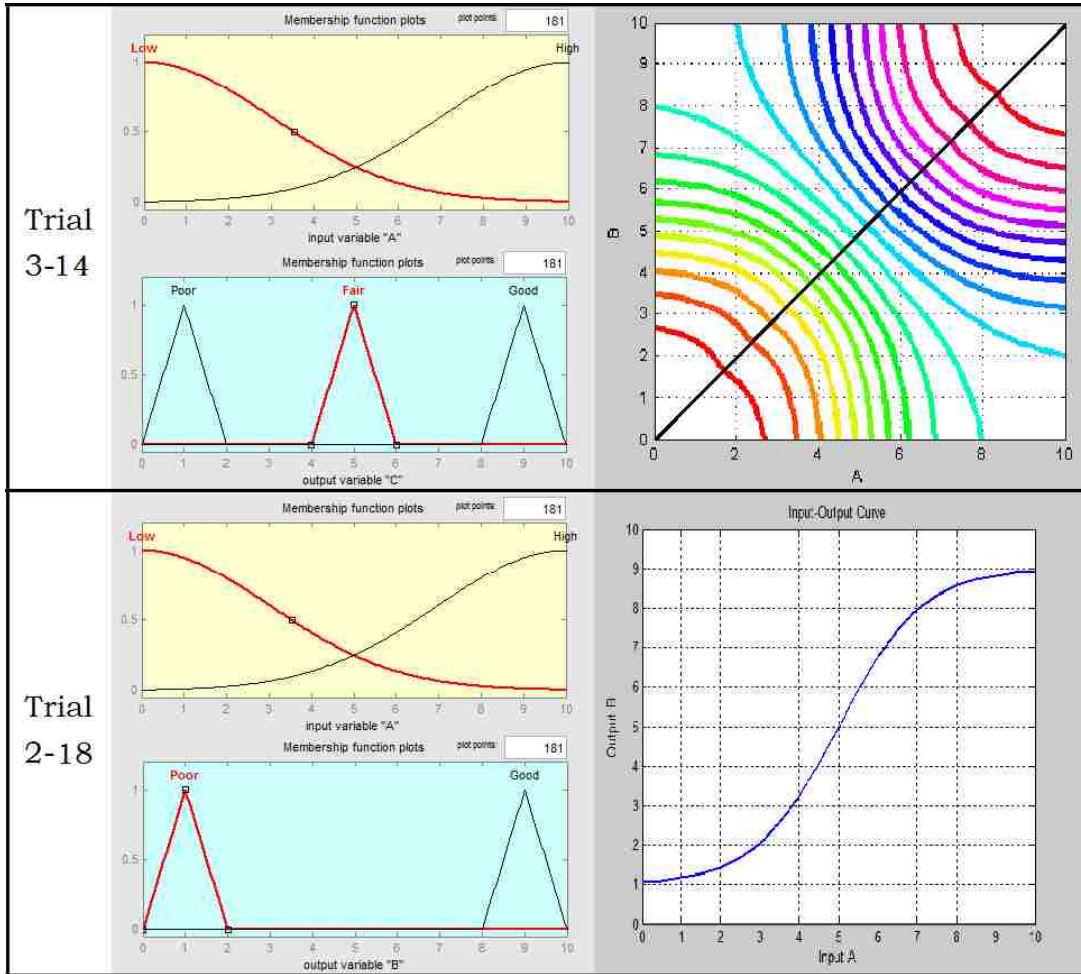 Trial
3-14
Membership function plots plot points: 181
Low High
1
0.5
0
0 1 2 3 4 5 6 7 8 9 10
input variable "A"
Membership function plots plot points: 181
Poor Fair Good
1
0.5
0
0 1 2 3 4 5 6 7 8 9 10
output variable "C"
10
9
8
7
6
5
4
3
2
1
0
B
0 2 4 6 8 10
A
Trial
2-18
Membership function plots plot points: 181
Low High
1
0.5
0
0 1 2 3 4 5 6 7 8 9 10
input variable "A"
Membership function plots plot points: 181
Poor Good
1
0.5
0
0 1 2 3 4 5 6 7 8 9 10
output variable "B"
Input-Output Curve
10
9
8
7
6
5
4
3
2
1
0
Output B
0 1 2 3 4 5 6 7 8 9 10
Input A